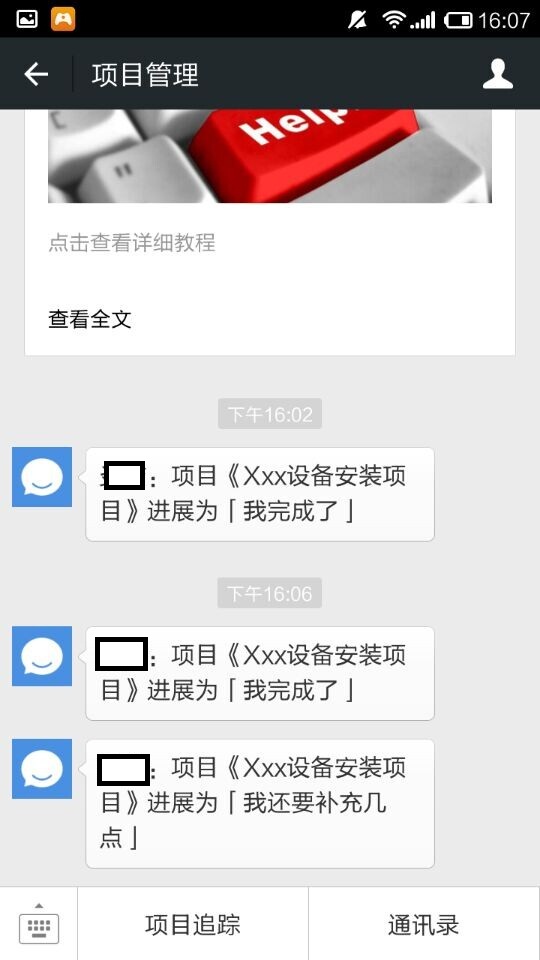 16:07
项目管理
Help
点击查看详细教程
查看全文
下午16:02
：项目《Xxx设备安装项
目》进展为「我完成了」
下午16:06
：项目《Xxx设备安装项
目》进展为「我完成了」
：项目《Xxx设备安装项
目》进展为「我还要补充几
点」
项目追踪
通讯录